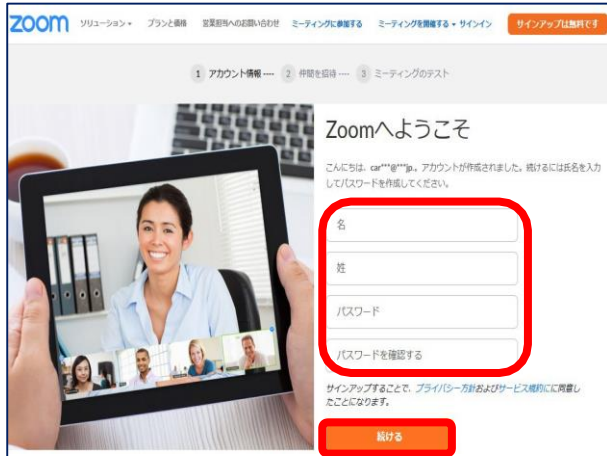 zoom ソリューション▾ プランと価格 営業担当へのお問い合わせ ミーティングに参加する ミーティングを開催する ▾ サインイン サインアップは無料です
1 アカウント情報 ---- 2 仲間を招待 ---- 3 ミーティングのテスト
Zoomへようこそ
こんにちは、car***@***jp.。アカウントが作成されました。続けるには氏名を入力
してパスワードを作成してください。
名
姓
パスワード
パスワードを確認する
サインアップすることで、プライバシー方針およびサービス規約にに同意し
たことになります。
続ける